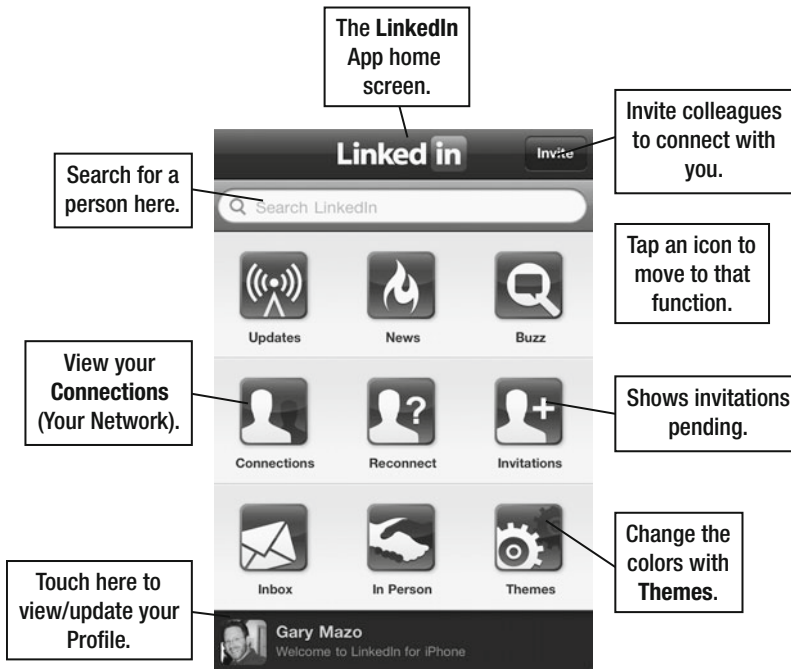 The LinkedIn
App home
screen.
Invite colleagues
to connect with
you.
Linked in
Invite
Search for a
person here.
Search LinkedIn
Tap an icon to
move to that
function.
Updates
News
Buzz
View your
Connections
(Your Network).
Shows invitations
pending.
?
+
Connections
Reconnect
Invitations
Change the
colors with
Themes.
Inbox
In Person
Themes
Touch here to
view/update your
Profile.
Gary Mazo
Welcome to LinkedIn for iPhone